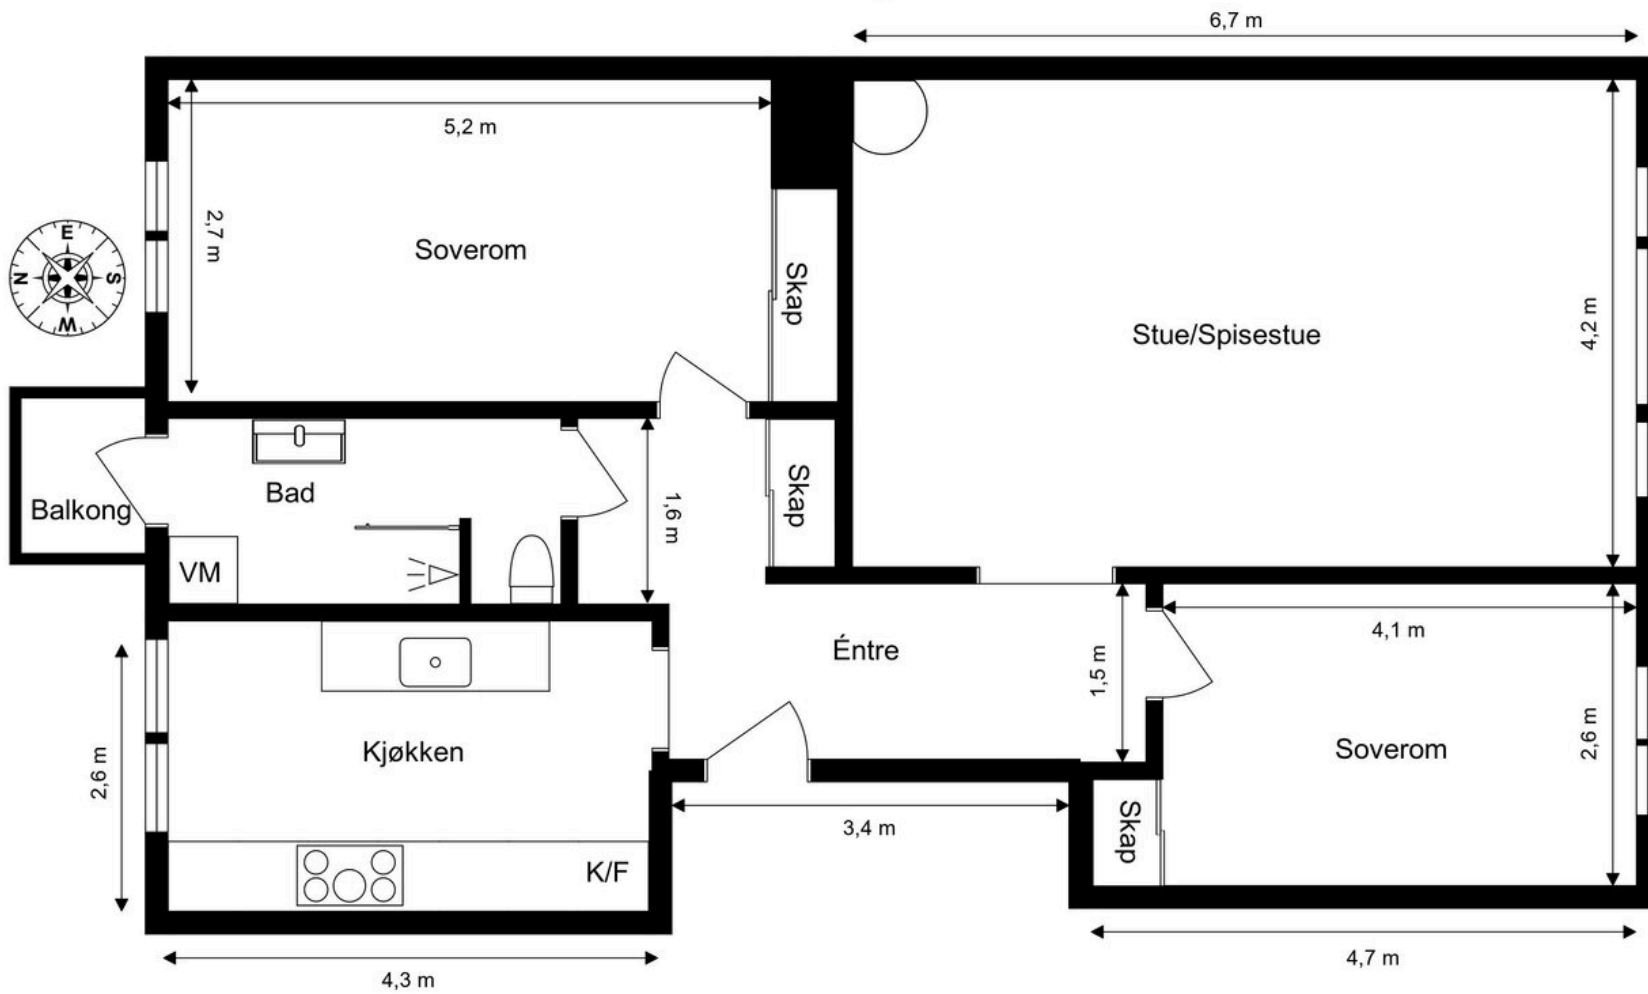 6,7 m
5,2 m
2,7 m
Soverom
Skap
Stue/Spisestue
4,2 m
E
N
S
W
Balkong
Bad
1,6 m
Skap
VM
4,1 m
Éntre
1,5 m
Kjøkken
2,6 m
Soverom
2,6 m
3,4 m
Skap
K/F
4,3 m
4,7 m